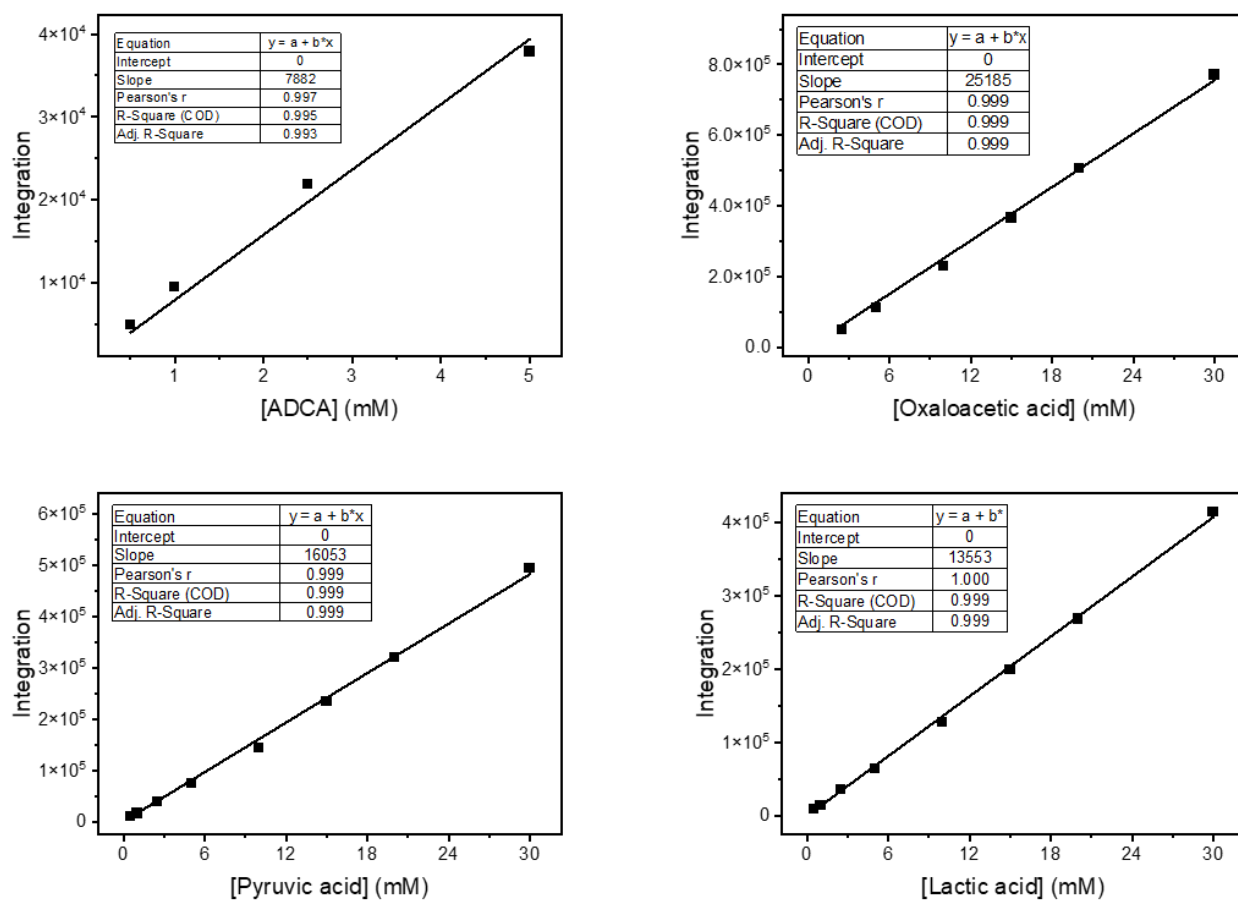 4×10⁴
3×10⁴
2×10⁴
1×10⁴
Integration
Equation y = a + b*x
Intercept 0
Slope 7882
Pearson's r 0.997
R-Square (COD) 0.995
Adj. R-Square 0.993
1 2 3 4 5
[ADCA] (mM)
8.0×10⁵
6.0×10⁵
4.0×10⁵
2.0×10⁵
0.0
Integration
Equation y = a + b*x
Intercept 0
Slope 25185
Pearson's r 0.999
R-Square (COD) 0.999
Adj. R-Square 0.999
0 6 12 18 24 30
[Oxaloacetic acid] (mM)
6×10⁵
5×10⁵
4×10⁵
3×10⁵
2×10⁵
1×10⁵
0
Integration
Equation y = a + b*x
Intercept 0
Slope 16053
Pearson's r 0.999
R-Square (COD) 0.999
Adj. R-Square 0.999
0 6 12 18 24 30
[Pyruvic acid] (mM)
4×10⁵
3×10⁵
2×10⁵
1×10⁵
0
Integration
Equation y = a + b*
Intercept 0
Slope 13553
Pearson's r 1.000
R-Square (COD) 0.999
Adj. R-Square 0.999
0 6 12 18 24 30
[Lactic acid] (mM)